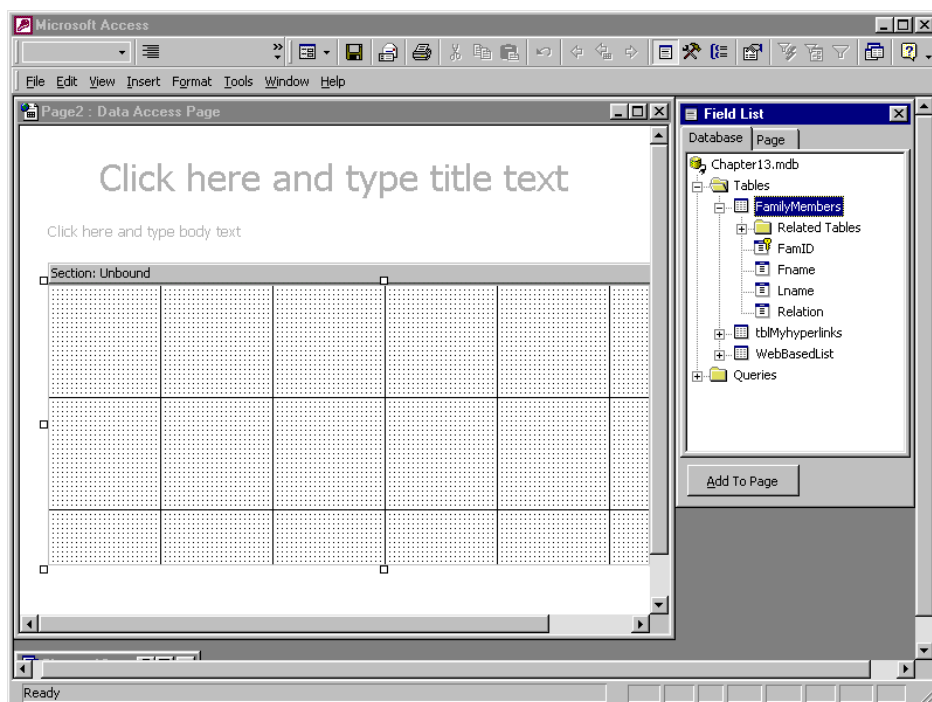 Microsoft Access
File Edit View Insert Format Tools Window Help
Page2 : Data Access Page
Click here and type title text
Click here and type body text
Section: Unbound
Field List
Database Page
Chapter13.mdb
Tables
FamilyMembers
Related Tables
FamID
Fname
Lname
Relation
tblMyhyperlinks
WebBasedList
Queries
Add To Page
Ready